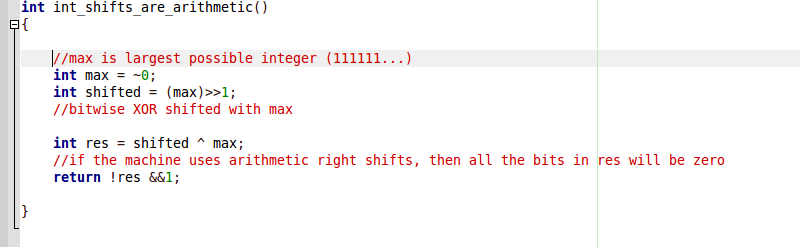 int int_shifts_are_arithmetic()
{
//max is largest possible integer (111111...)
int max = ~0;
int shifted = (max)>>1;
//bitwise XOR shifted with max
int res = shifted ^ max;
//if the machine uses arithmetic right shifts, then all the bits in res will be zero
return !res &&1;
}